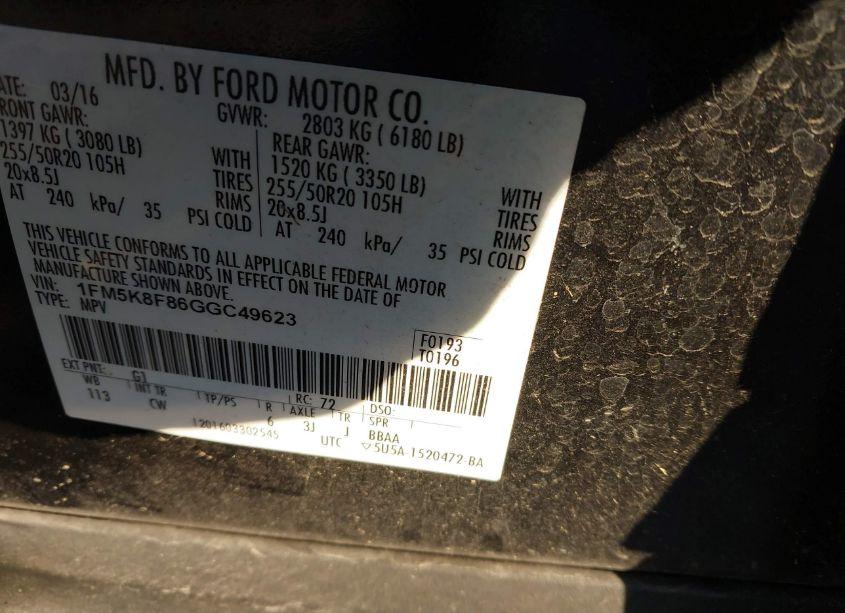 MFD. BY FORD MOTOR CO.
ATE: 03/16 GVWR: 2803 KG ( 6180 LB)
RONT GAWR: REAR GAWR:
1397 KG ( 3080 LB) WITH 1520 KG ( 3350 LB) WITH
255/50R20 105H TIRES 255/50R20 105H TIRES
20x8.5J RIMS 20x8.5J RIMS
AT 240 kPa/ 35 PSI COLD AT 240 kPa/ 35 PSI COLD
THIS VEHICLE CONFORMS TO ALL APPLICABLE FEDERAL MOTOR
VEHICLE SAFETY STANDARDS IN EFFECT ON THE DATE OF
MANUFACTURE SHOWN ABOVE.
VIN: 1FM5K8F86GGC49623
TYPE: MPV
F0193
T0196
EXT PNT: G1 RC: 72 DSO:
WB INT TR TP/PS R AXLE TR SPR
113 CW 6 3J J BBAA
1201603302545 UTC ▽5U5A-1520472-BA